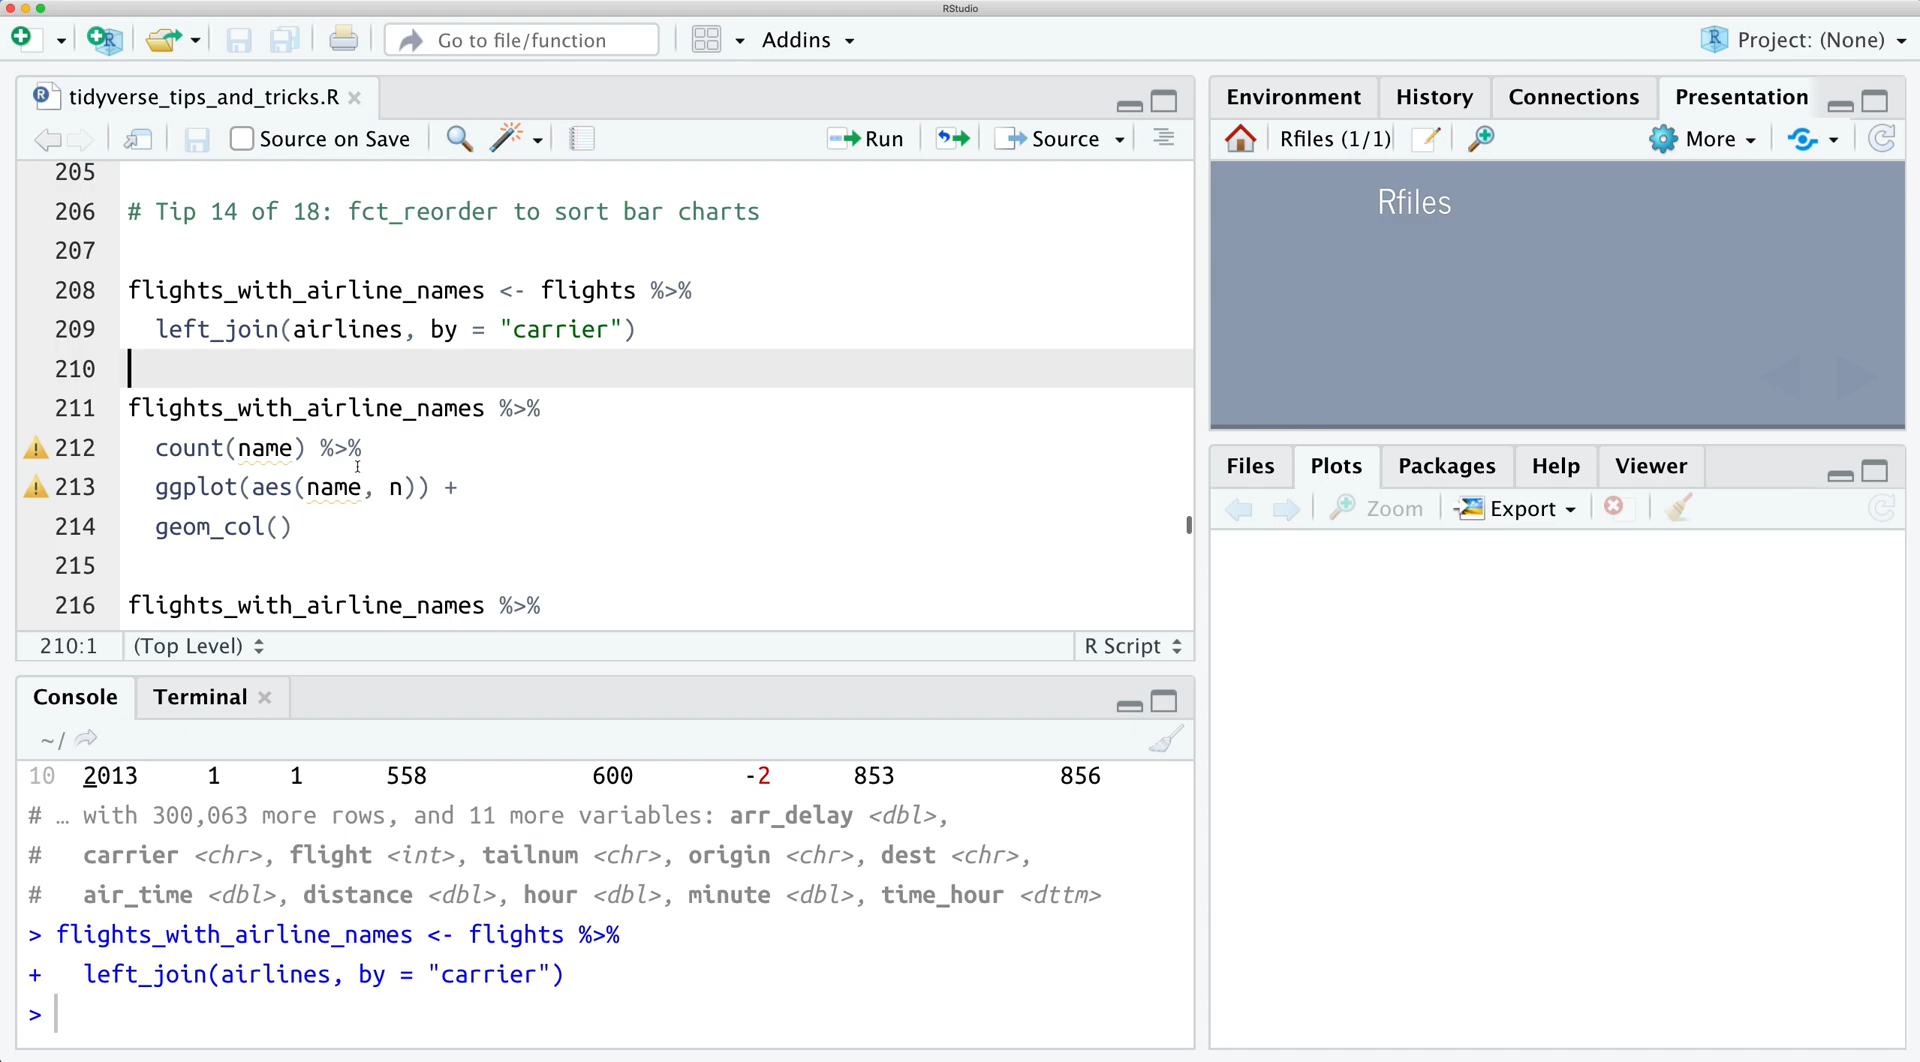 RStudio
Go to file/function
Addins
Project: (None)
tidyverse_tips_and_tricks.R
Source on Save
Run
Source
205
206 # Tip 14 of 18: fct_reorder to sort bar charts
207
208 flights_with_airline_names <- flights %>%
209 left_join(airlines, by = "carrier")
210
211 flights_with_airline_names %>%
212 count(name) %>%
213 ggplot(aes(name, n)) +
214 geom_col()
215
216 flights_with_airline_names %>%
210:1 (Top Level) R Script
Console Terminal
~/
10 2013 1 1 558 600 -2 853 856
# … with 300,063 more rows, and 11 more variables: arr_delay <dbl>,
# carrier <chr>, flight <int>, tailnum <chr>, origin <chr>, dest <chr>,
# air_time <dbl>, distance <dbl>, hour <dbl>, minute <dbl>, time_hour <dttm>
> flights_with_airline_names <- flights %>%
+ left_join(airlines, by = "carrier")
>
Environment History Connections Presentation
Rfiles (1/1) More
Rfiles
Files Plots Packages Help Viewer
Zoom Export